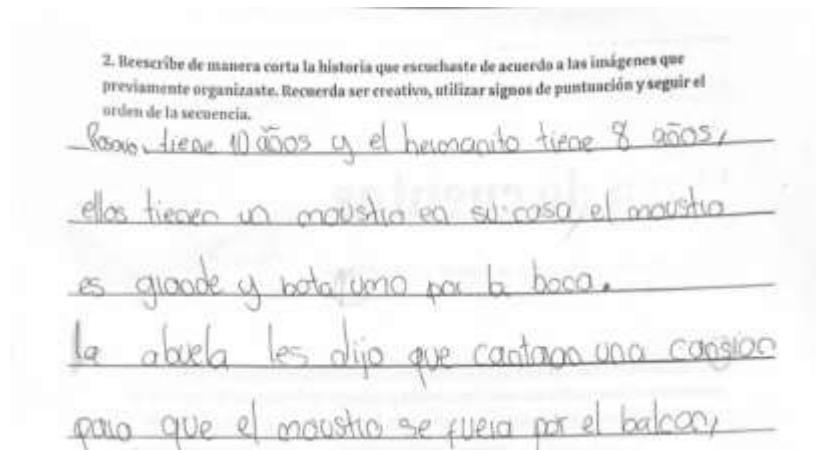 2. Reescribe de manera corta la historia que escuchaste de acuerdo a las imágenes que
previamente organizaste. Recuerda ser creativo, utilizar signos de puntuación y seguir el
orden de la secuencia.
tiene 10 años y el hermanito tiene 8 años,
ellos tienen un moustro en su casa el moustro
es grande y bota fumo por la boca.
la abuela les dijo que cantaran una cansion
para que el moustro se fuera por el balcon,